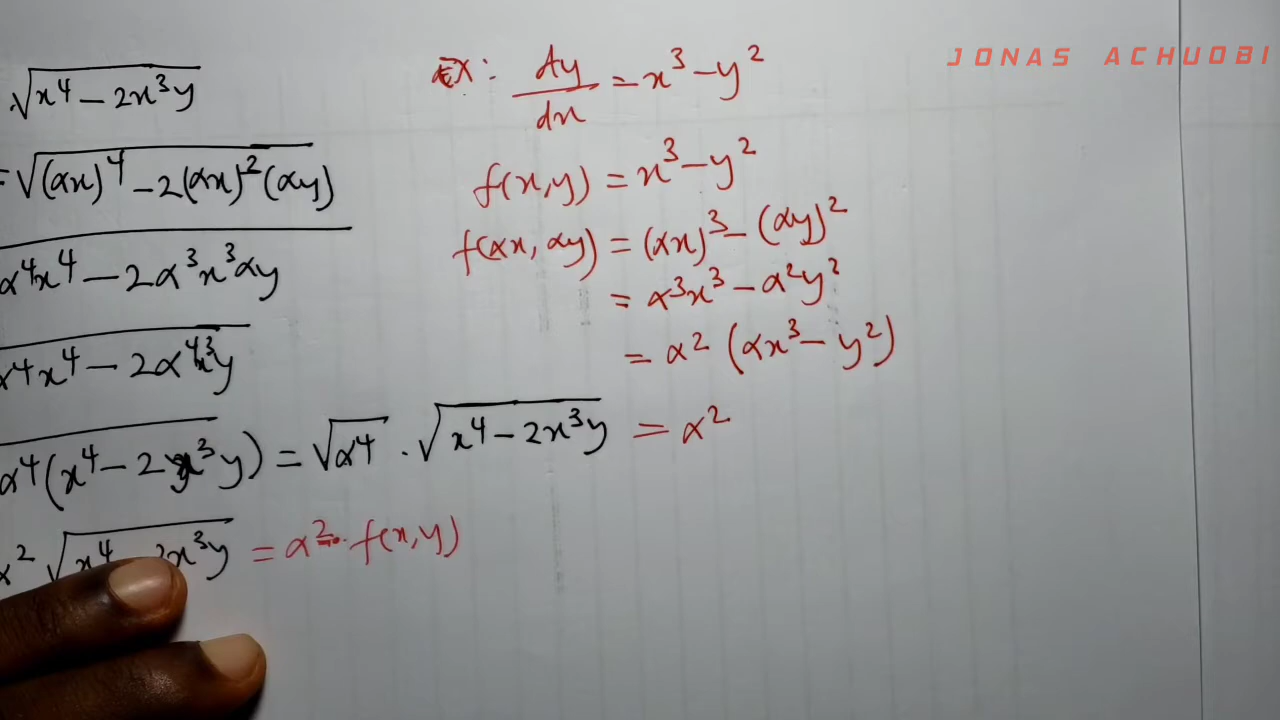 JONAS ACHUOBI
√(x⁴ − 2x³y)
= √((αx)⁴ − 2(αx)²(αy))
α⁴x⁴ − 2α³x³αy
α⁴x⁴ − 2α⁴x³y
α⁴(x⁴ − 2x³y) = √α⁴ · √(x⁴ − 2x³y) = α²
α² √(x⁴ − 2x³y) = α² · f(x,y)
EX: dy/dx = x³ − y²
f(x,y) = x³ − y²
f(αx, αy) = (αx)³ − (αy)²
= α³x³ − α²y²
= α² (αx³ − y²)